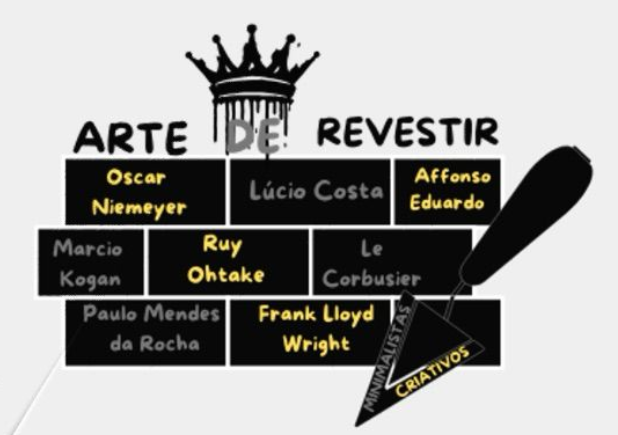 ARTE DE REVESTIR
Oscar
Niemeyer
Lúcio Costa
Affonso
Eduardo
Marcio
Kogan
Ruy
Ohtake
Le
Corbusier
Paulo Mendes
da Rocha
Frank Lloyd
Wright
MINIMALISTAS
CRIATIVOS